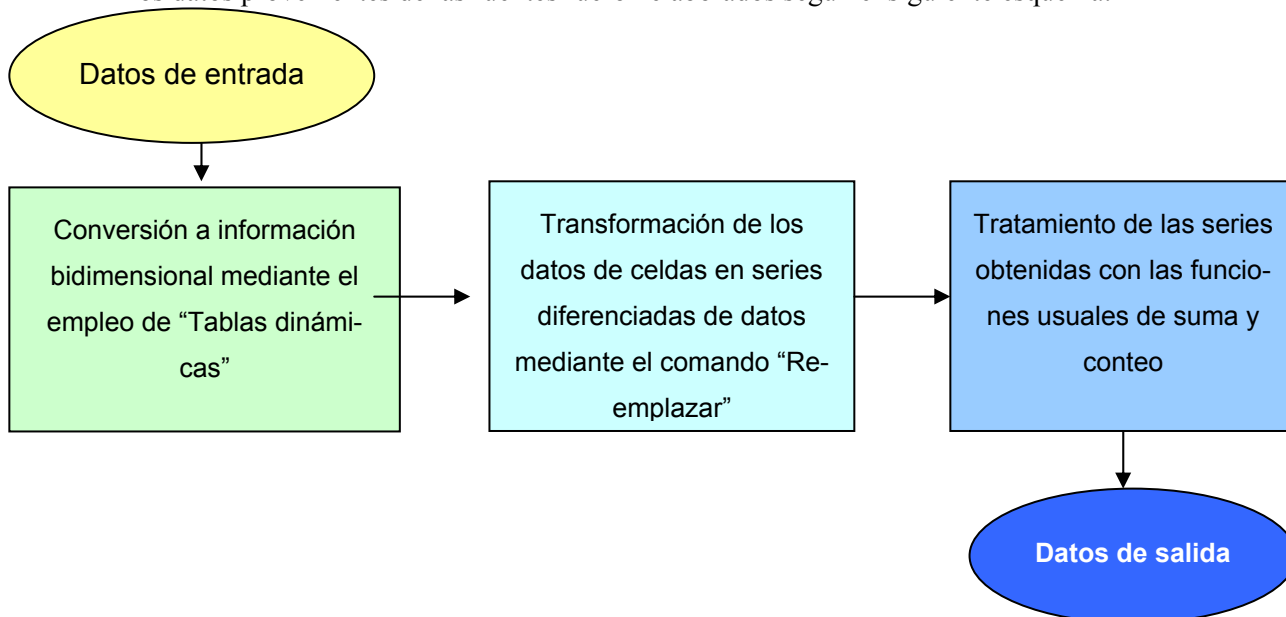 Datos de entrada
Conversión a información
bidimensional mediante el
empleo de “Tablas dinámi-
cas”
Transformación de los
datos de celdas en series
diferenciadas de datos
mediante el comando “Re-
emplazar”
Tratamiento de las series
obtenidas con las funcio-
nes usuales de suma y
conteo
Datos de salida